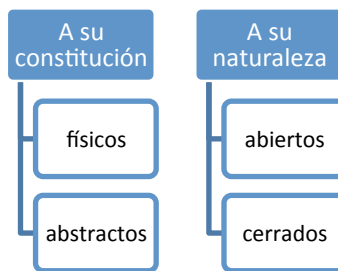 A su
constitución
físicos
abstractos
A su
naturaleza
abiertos
cerrados